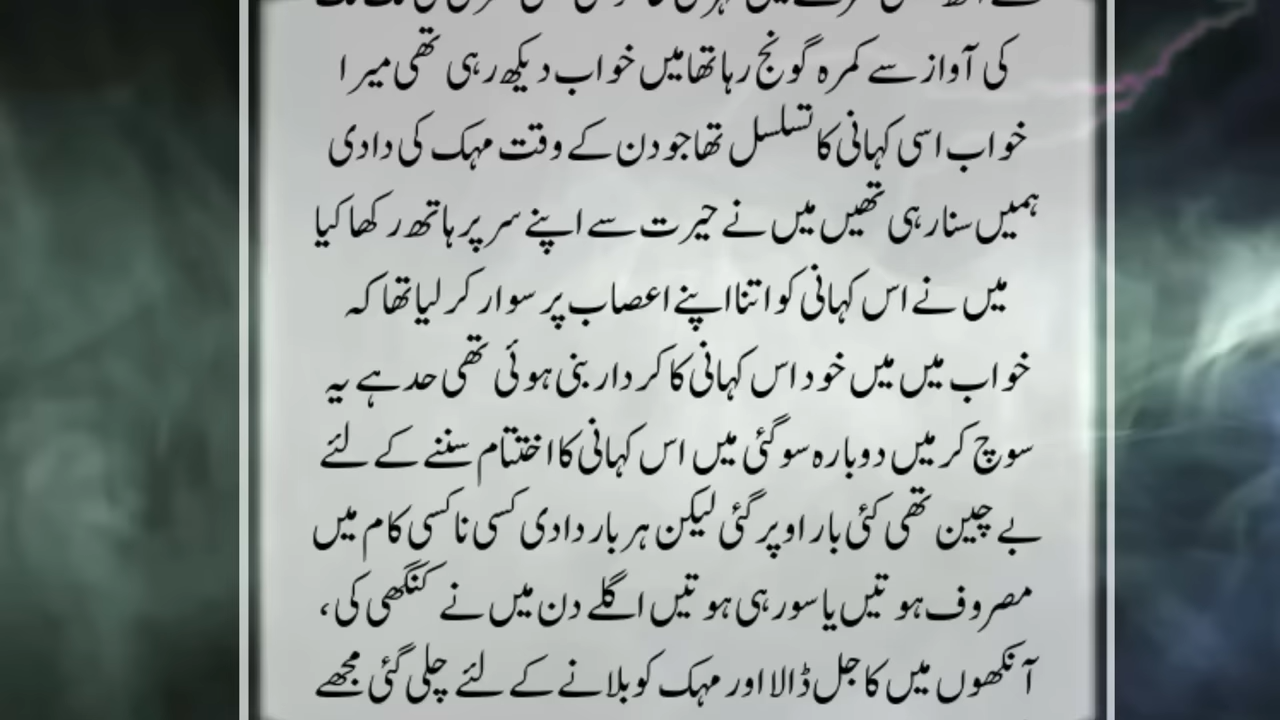 کی آواز سے کمرہ گونج رہا تھا میں خواب دیکھ رہی تھی میرا
خواب اسی کہانی کا تسلسل تھا جو دن کے وقت مہک کی دادی
ہمیں سنا رہی تھیں میں نے حیرت سے اپنے سر پر ہاتھ رکھا کیا
میں نے اس کہانی کو اتنا اپنے اعصاب پر سوار کر لیا تھا کہ
خواب میں میں خود اس کہانی کا کردار بنی ہوئی تھی حد ہے یہ
سوچ کر میں دوبارہ سو گئی میں اس کہانی کا اختتام سننے کے لئے
بے چین تھی کئی بار اوپر گئی لیکن ہر بار دادی کسی نا کسی کام میں
مصروف ہوتیں یا سو رہی ہوتیں اگلے دن میں نے کنگھی کی،
آنکھوں میں کاجل ڈالا اور مہک کو بلانے کے لئے چلی گئی مجھے